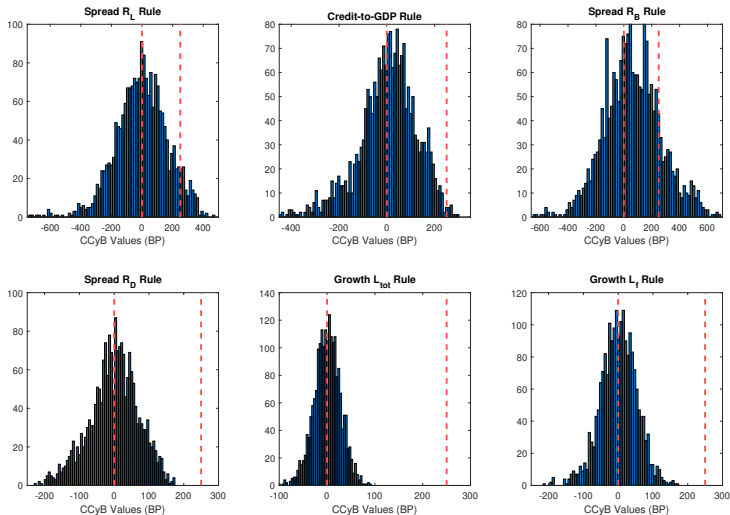 Spread R_L Rule
100
80
60
40
20
0
-600 -400 -200 0 200 400
CCyB Values (BP)
Credit-to-GDP Rule
80
70
60
50
40
30
20
10
0
-400 -200 0 200
CCyB Values (BP)
Spread R_B Rule
80
70
60
50
40
30
20
10
0
-600 -400 -200 0 200 400 600
CCyB Values (BP)
Spread R_D Rule
100
80
60
40
20
0
-200 -100 0 100 200 300
CCyB Values (BP)
Growth L_tot Rule
140
120
100
80
60
40
20
0
-100 0 100 200 300
CCyB Values (BP)
Growth L_f Rule
120
100
80
60
40
20
0
-200 -100 0 100 200 300
CCyB Values (BP)